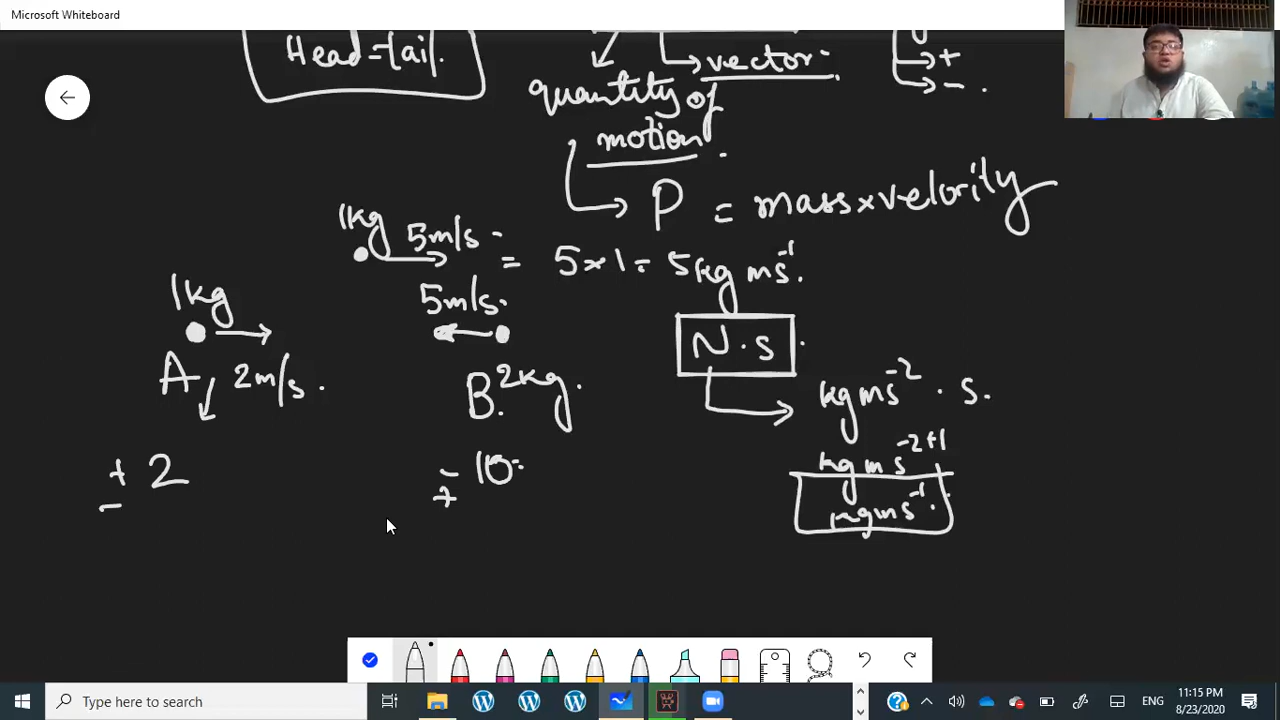 Microsoft Whiteboard
Head=tail.
vector.
+
- .
quantity of
motion
P = mass×velocity
1kg
5m/s.
= 5×1= 5kg ms⁻¹.
1kg
5m/s.
N.s
A
2m/s.
B.
2kg.
kgms⁻² . s.
kgms⁻²⁺¹
+ 2
-
- 10
+
kgms⁻¹.
Type here to search
ENG
11:15 PM
8/23/2020